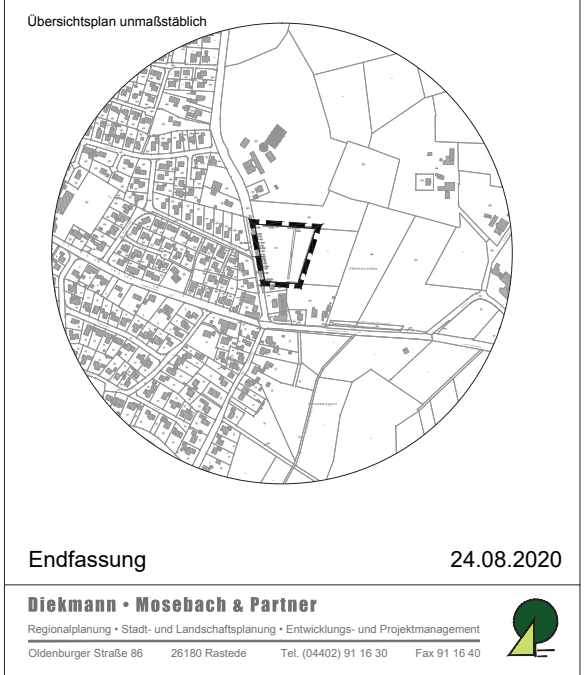 Übersichtsplan unmaßstäblich
Endfassung
24.08.2020
Diekmann • Mosebach & Partner
Regionalplanung • Stadt- und Landschaftsplanung • Entwicklungs- und Projektmanagement
Oldenburger Straße 86 26180 Rastede Tel. (04402) 91 16 30 Fax 91 16 40